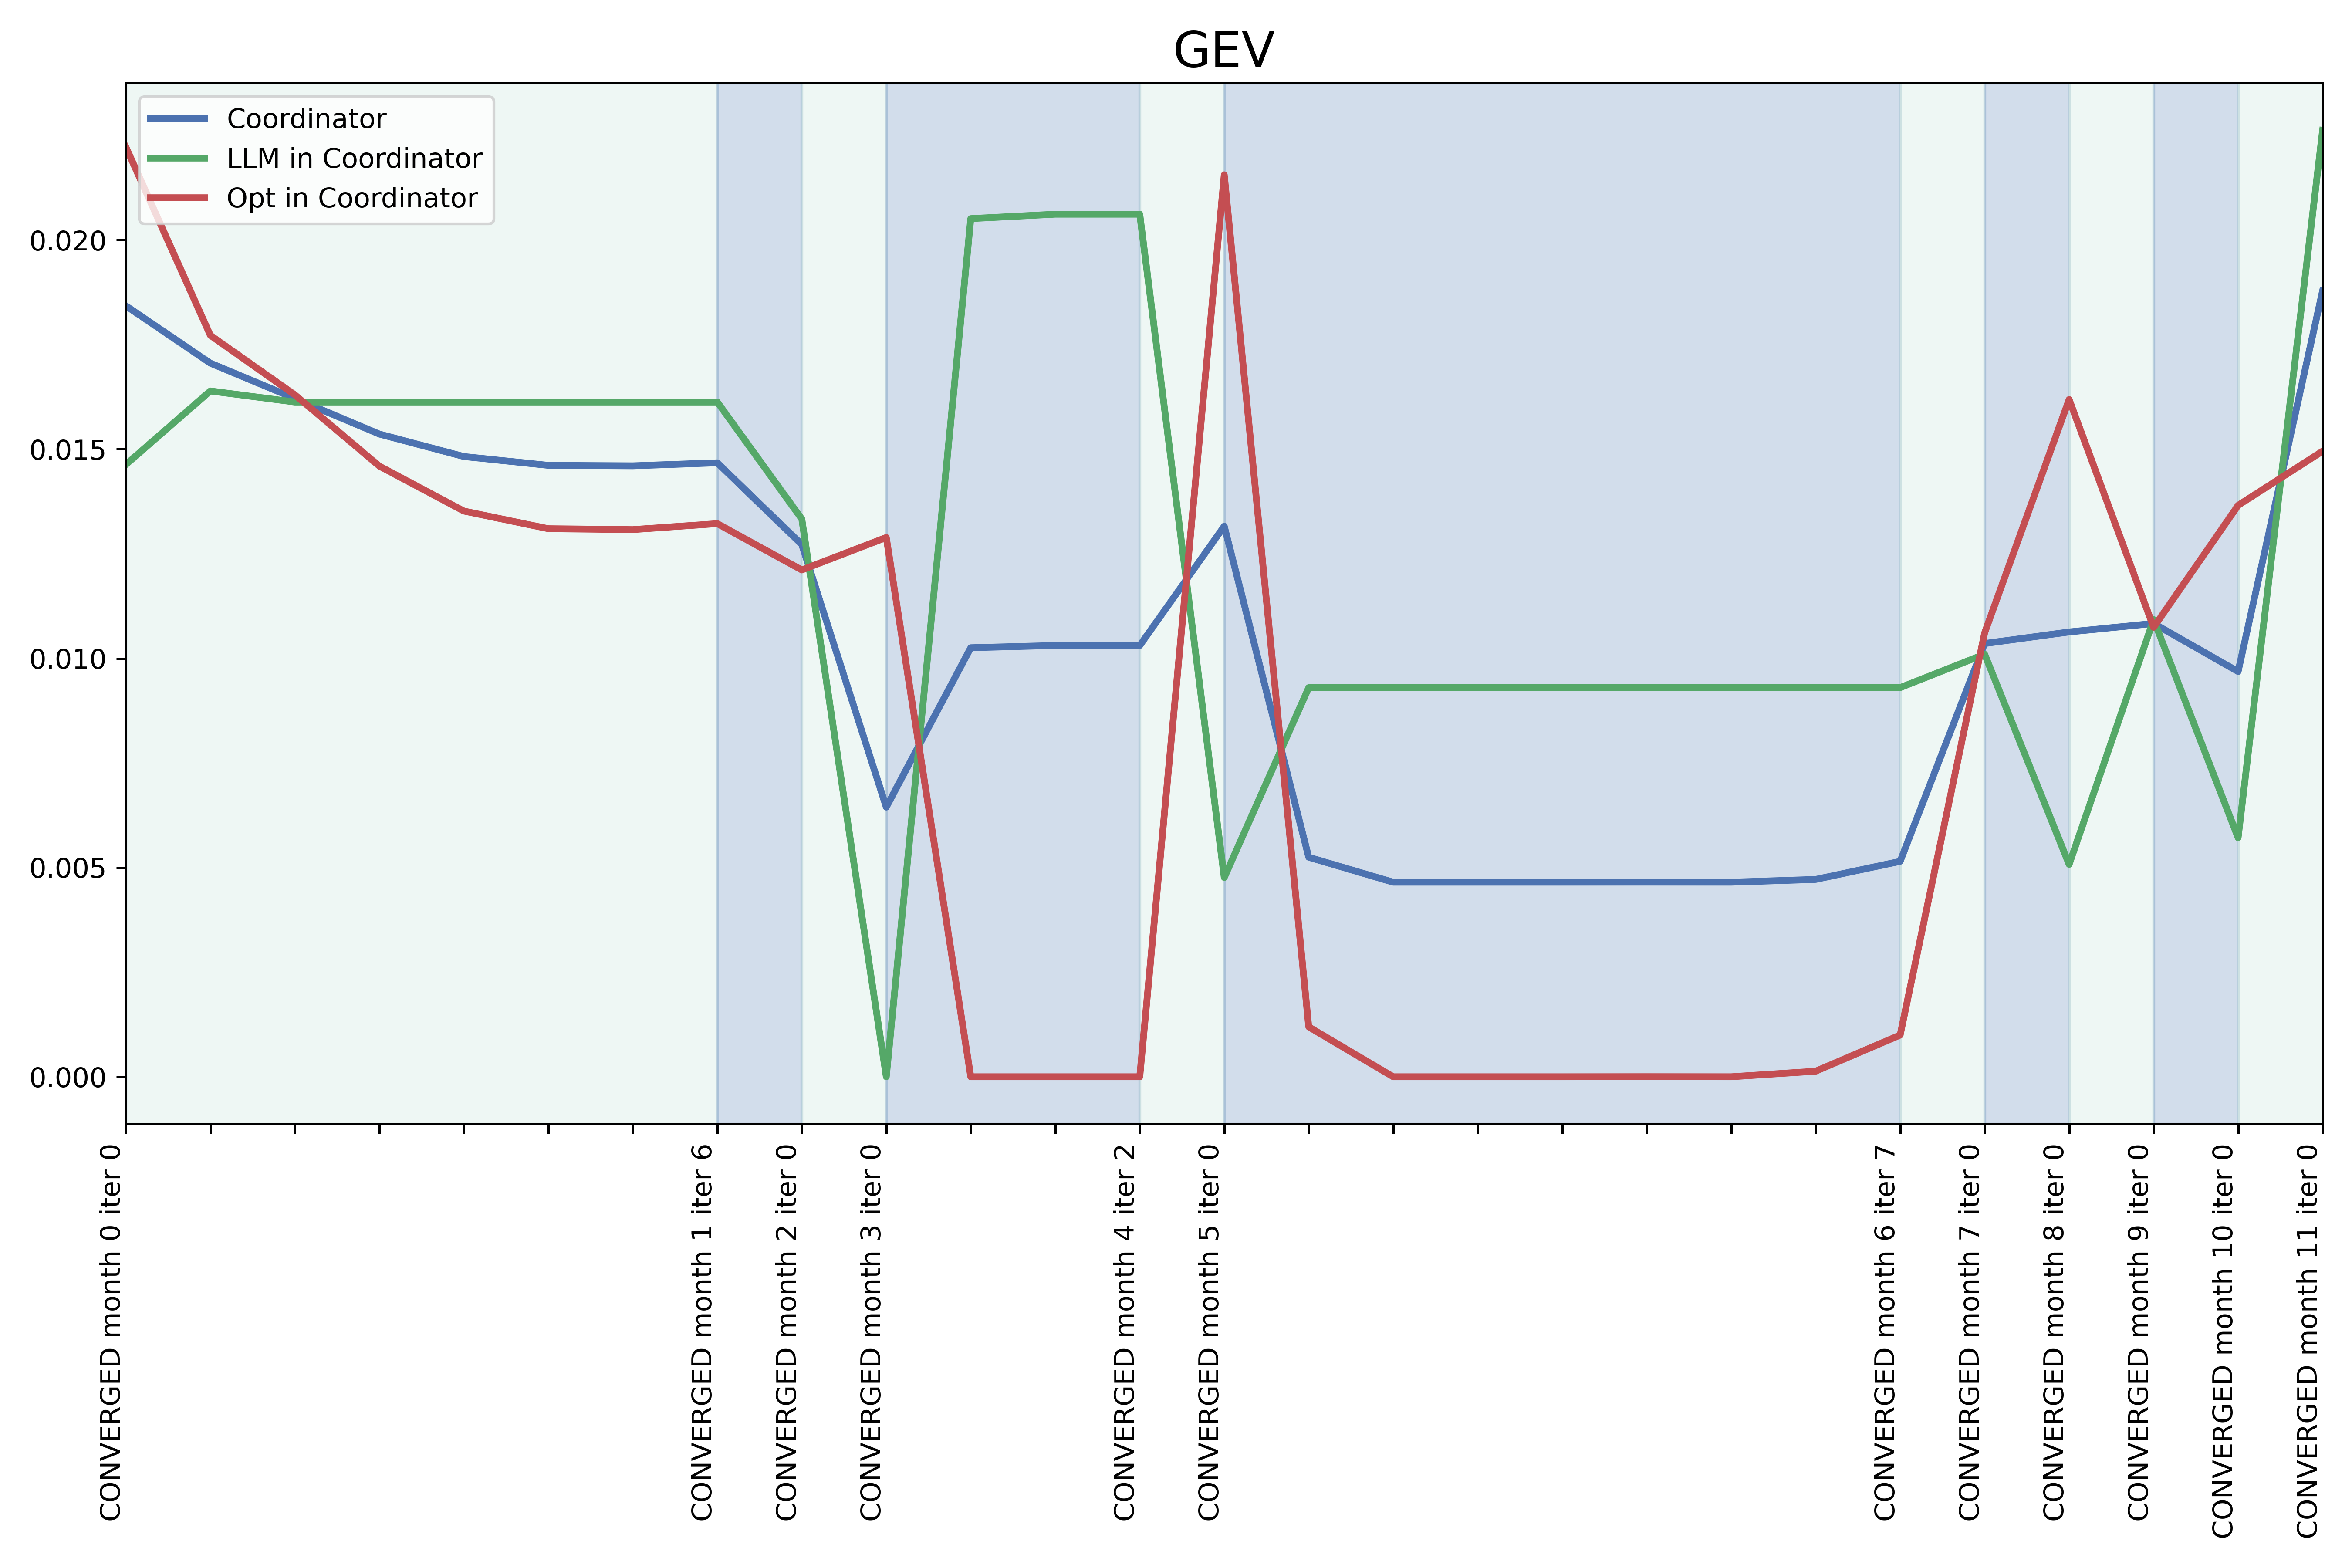 GEV
Coordinator
LLM in Coordinator
Opt in Coordinator
0.020
0.015
0.010
0.005
0.000
CONVERGED month 0 iter 0
CONVERGED month 1 iter 6
CONVERGED month 2 iter 0
CONVERGED month 3 iter 0
CONVERGED month 4 iter 2
CONVERGED month 5 iter 0
CONVERGED month 6 iter 7
CONVERGED month 7 iter 0
CONVERGED month 8 iter 0
CONVERGED month 9 iter 0
CONVERGED month 10 iter 0
CONVERGED month 11 iter 0